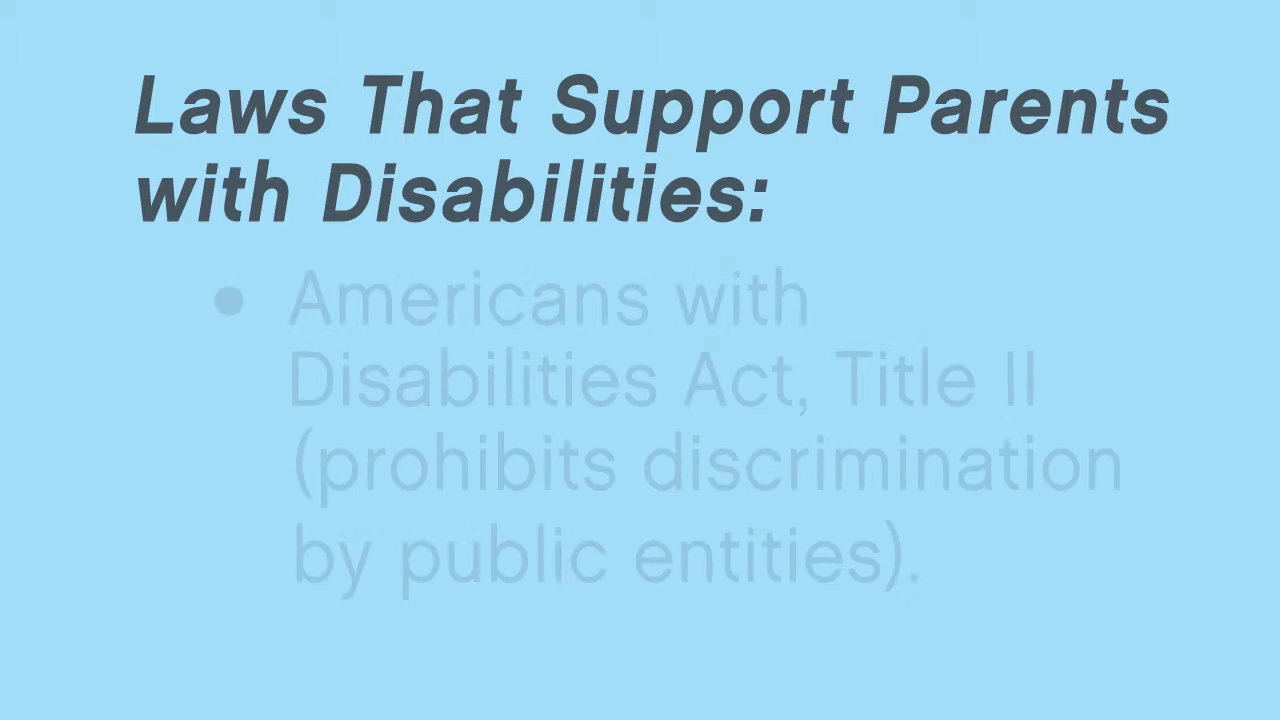 Laws That Support Parents
with Disabilities:
• Americans with
Disabilities Act, Title II
(prohibits discrimination
by public entities).